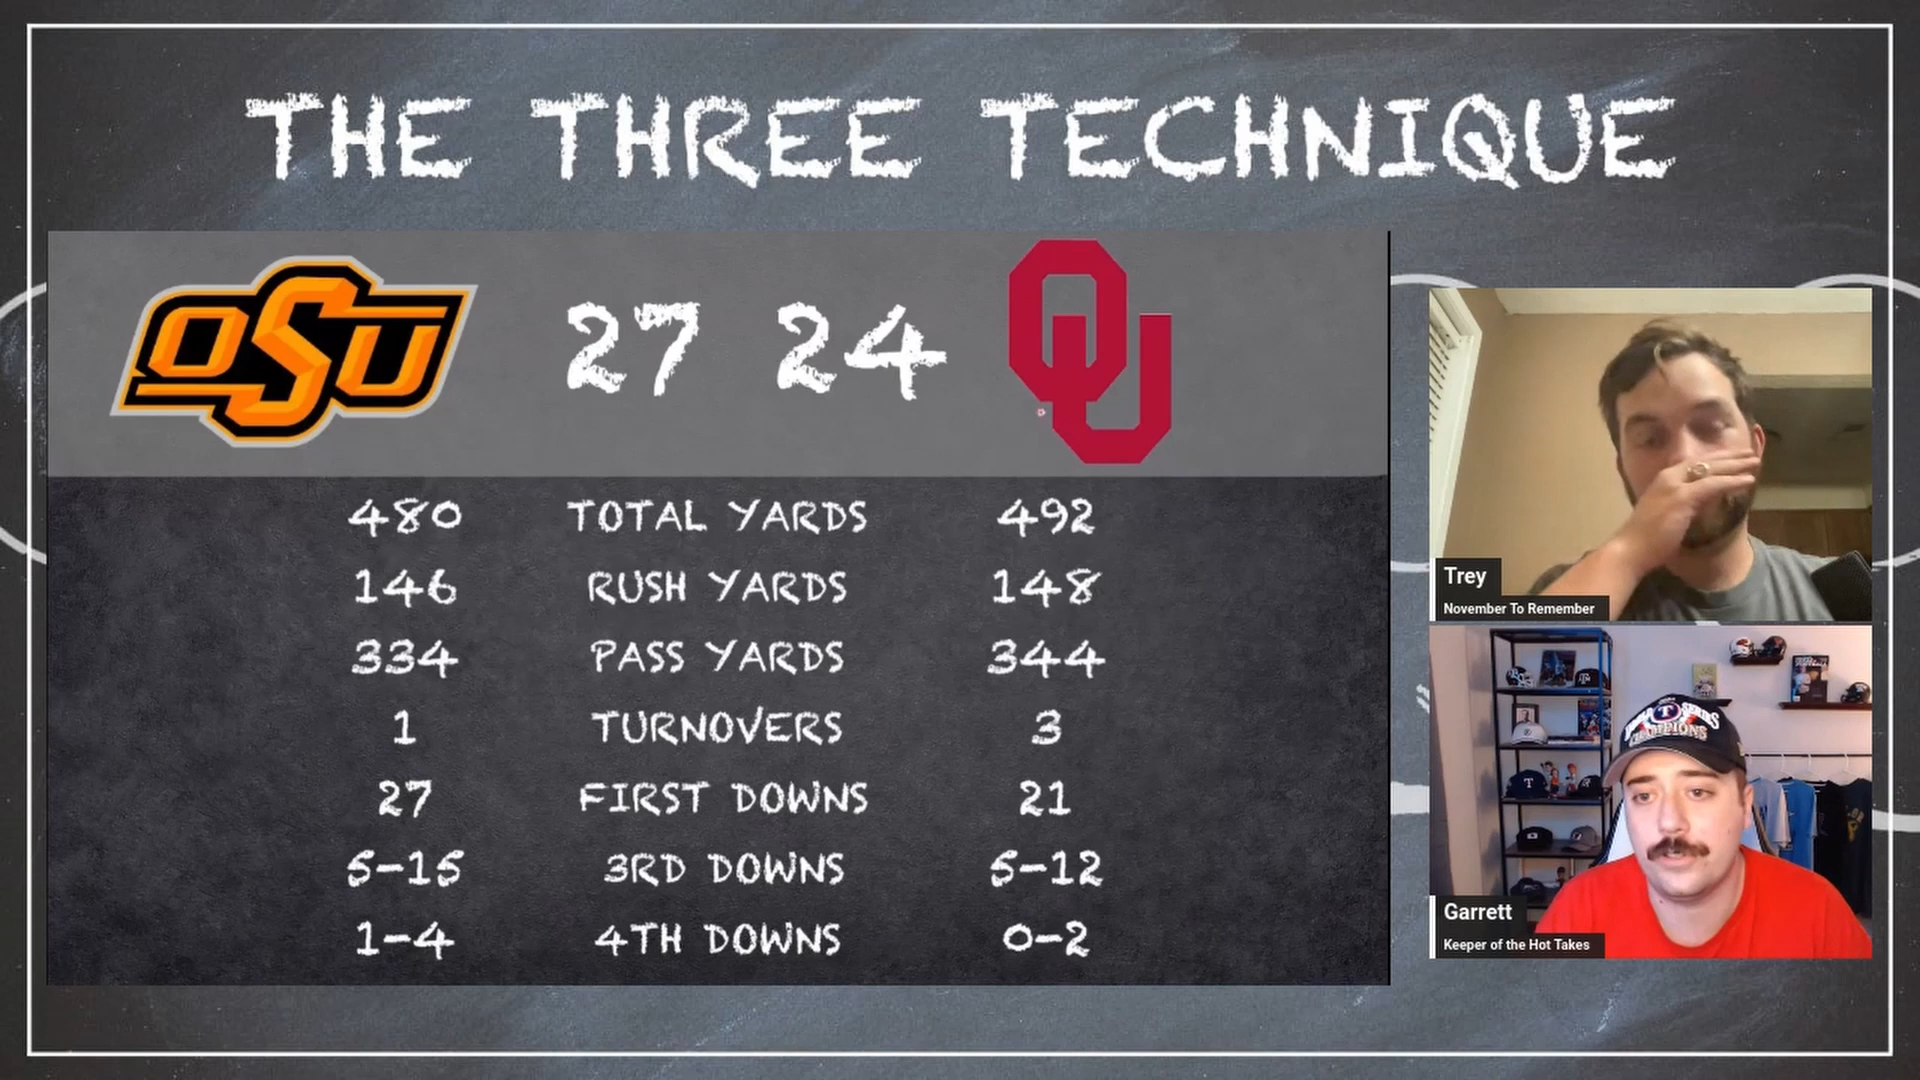 THE THREE TECHNIQUE
OSU 27 24 OU
480 TOTAL YARDS 492
146 RUSH YARDS 148
334 PASS YARDS 344
1 TURNOVERS 3
27 FIRST DOWNS 21
5-15 3RD DOWNS 5-12
1-4 4TH DOWNS 0-2
Trey
November To Remember
T SERIES
CHAMPIONS
T
Garrett
Keeper of the Hot Takes